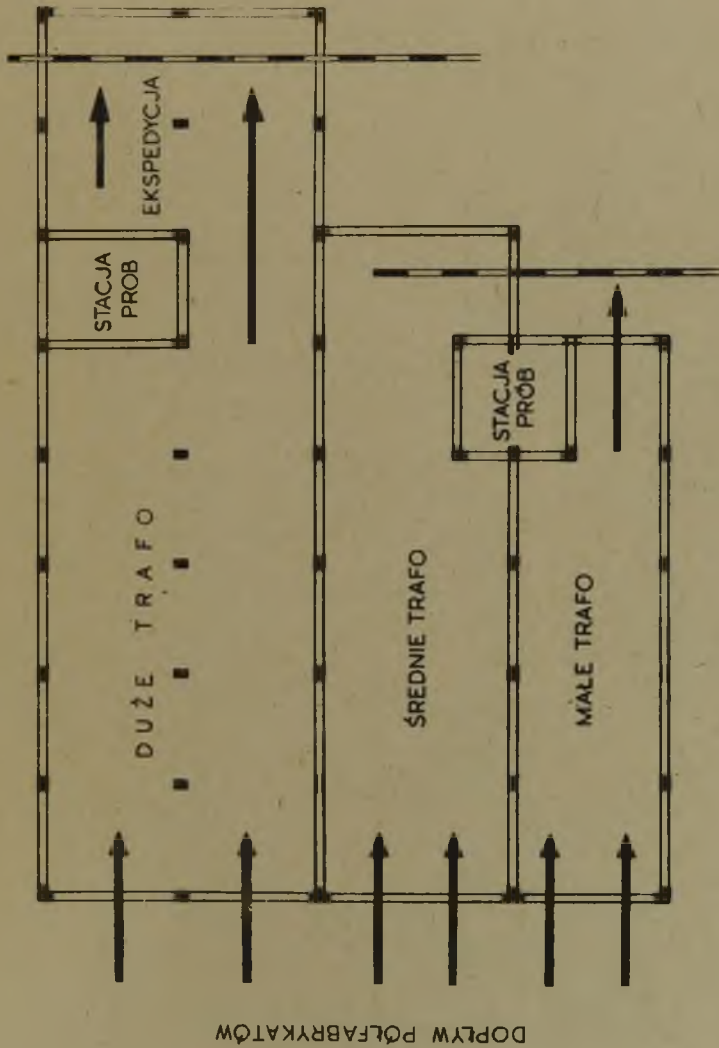 EKSPEDYCJA
STACJA
PROB
DUŻE TRAFO
STACJA
PRÓB
ŚREDNIE TRAFO
MAŁE TRAFO
DOPŁYW PÓŁFABRYKATÓW